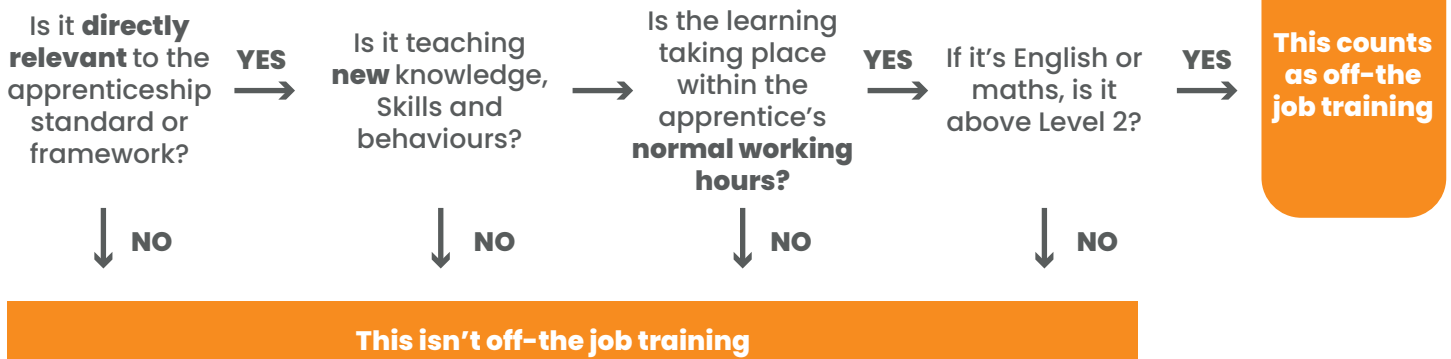 Is it directly
relevant to the
apprenticeship
standard or
framework?
YES
Is it teaching
new knowledge,
Skills and
behaviours?
Is the learning
taking place
within the
apprentice's
normal working
hours?
YES
If it's English or
maths, is it
above Level 2?
YES
This counts
as off-the
job training
NO
NO
NO
NO
This isn't off-the job training